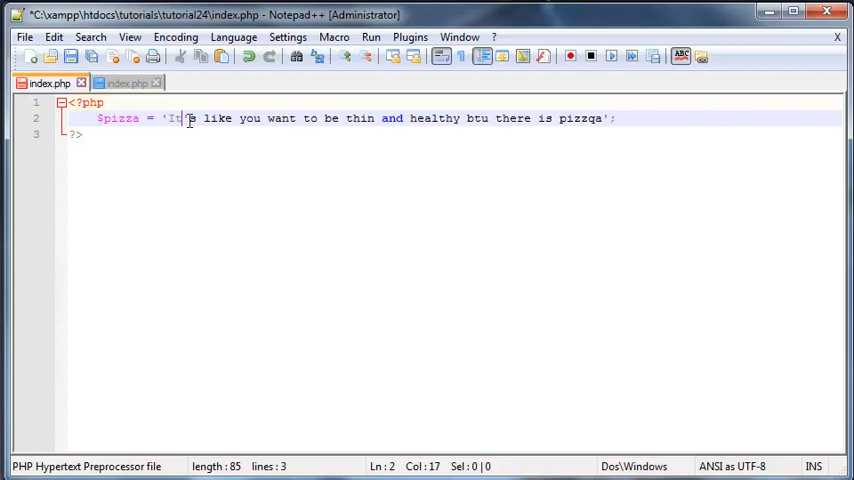 *C:\xampp\htdocs\tutorials\tutorial24\index.php - Notepad++ [Administrator]
File Edit Search View Encoding Language Settings Macro Run Plugins Window ? X
index.php index.php
1 <?php
2 $pizza = 'It's like you want to be thin and healthy btu there is pizzqa';
3 ?>
PHP Hypertext Preprocessor file length : 85 lines : 3 Ln : 2 Col : 17 Sel : 0 | 0 Dos\Windows ANSI as UTF-8 INS